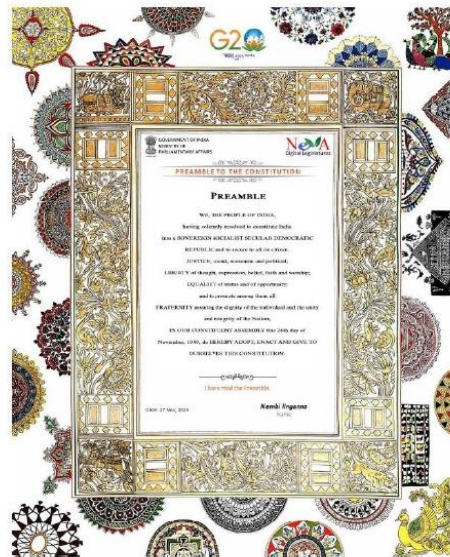 G20
GOVERNMENT OF INDIA
MINISTRY OF
PARLIAMENTARY AFFAIRS
NeVA
Digital Legislatures
PREAMBLE TO THE CONSTITUTION
PREAMBLE
WE, THE PEOPLE OF INDIA,
having solemnly resolved to constitute India
into a SOVEREIGN SOCIALIST SECULAR DEMOCRATIC
REPUBLIC and to secure to all its citizens
JUSTICE, social, economic and political;
LIBERTY of thought, expression, belief, faith and worship;
EQUALITY of status and of opportunity;
and to promote among them all
FRATERNITY assuring the dignity of the individual and the unity
and integrity of the Nation;
IN OUR CONSTITUENT ASSEMBLY this 26th day of
November, 1949, do HEREBY ADOPT, ENACT AND GIVE TO
OURSELVES THIS CONSTITUTION
I have read the Preamble.
27 May, 2024
Nambi lingamma